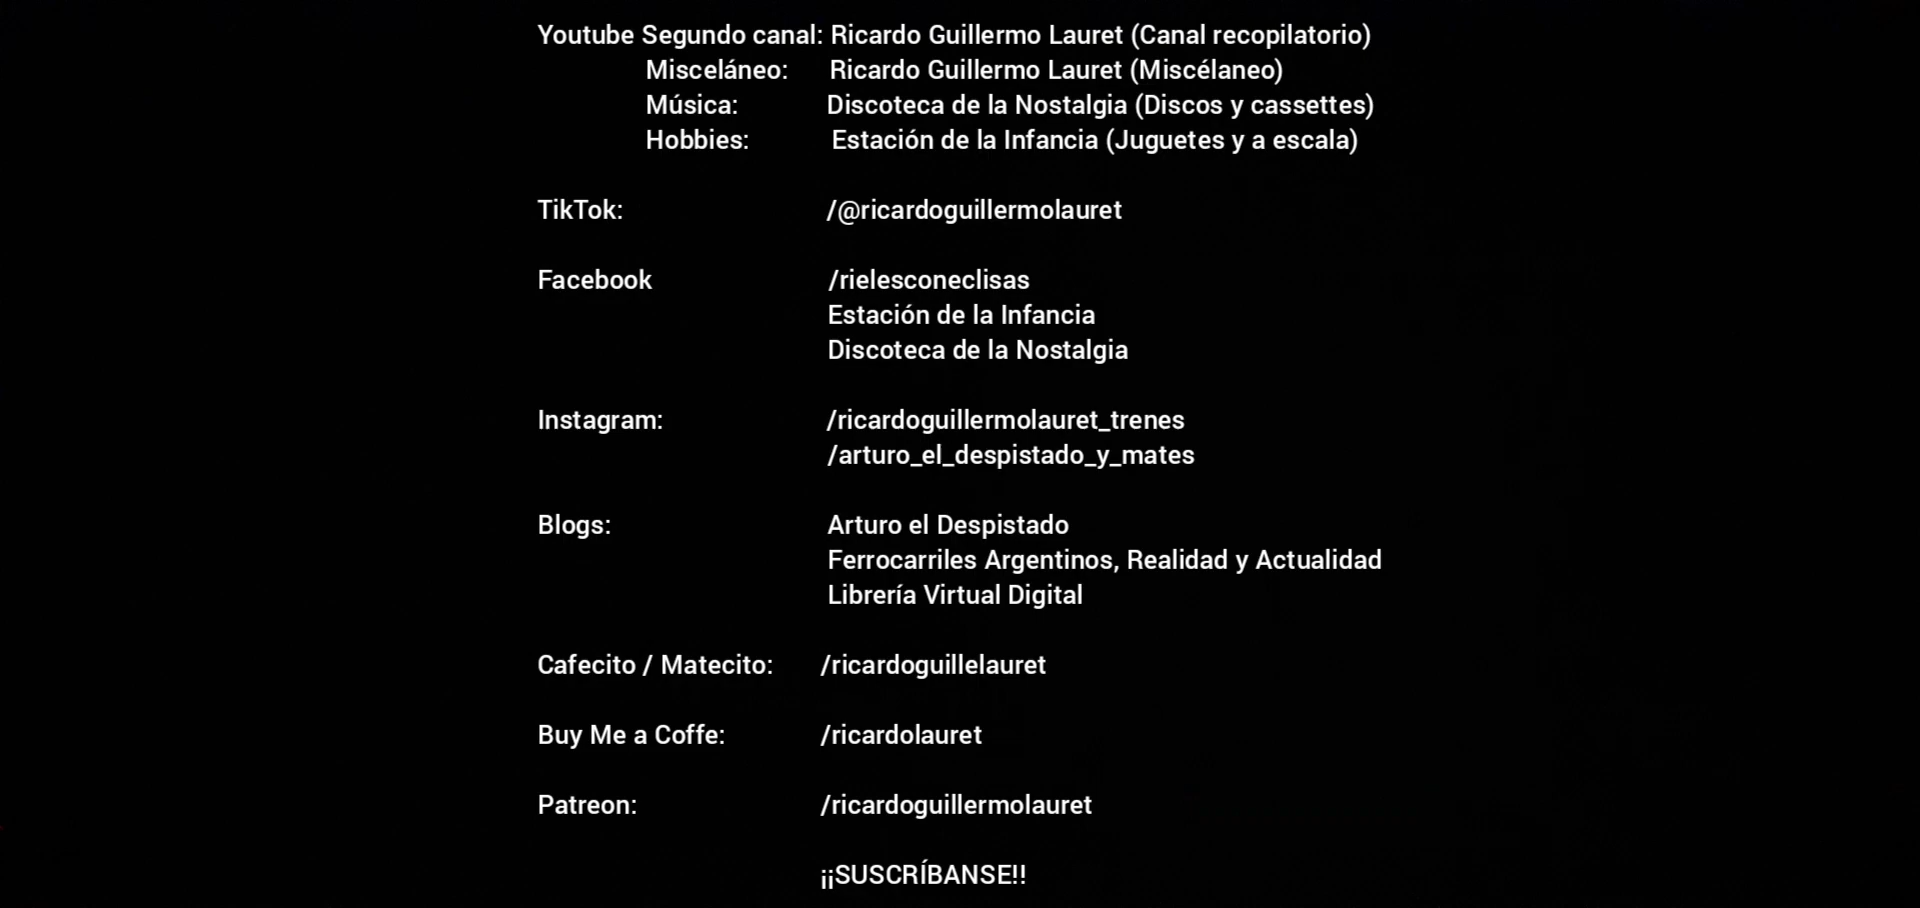 Youtube Segundo canal: Ricardo Guillermo Lauret (Canal recopilatorio)
Misceláneo: Ricardo Guillermo Lauret (Miscélaneo)
Música: Discoteca de la Nostalgia (Discos y cassettes)
Hobbies: Estación de la Infancia (Juguetes y a escala)
TikTok: /@ricardoguillermolauret
Facebook /rielesconeclisas
Estación de la Infancia
Discoteca de la Nostalgia
Instagram: /ricardoguillermolauret_trenes
/arturo_el_despistado_y_mates
Blogs: Arturo el Despistado
Ferrocarriles Argentinos, Realidad y Actualidad
Librería Virtual Digital
Cafecito / Matecito: /ricardoguillelauret
Buy Me a Coffe: /ricardolauret
Patreon: /ricardoguillermolauret
¡¡SUSCRÍBANSE!!